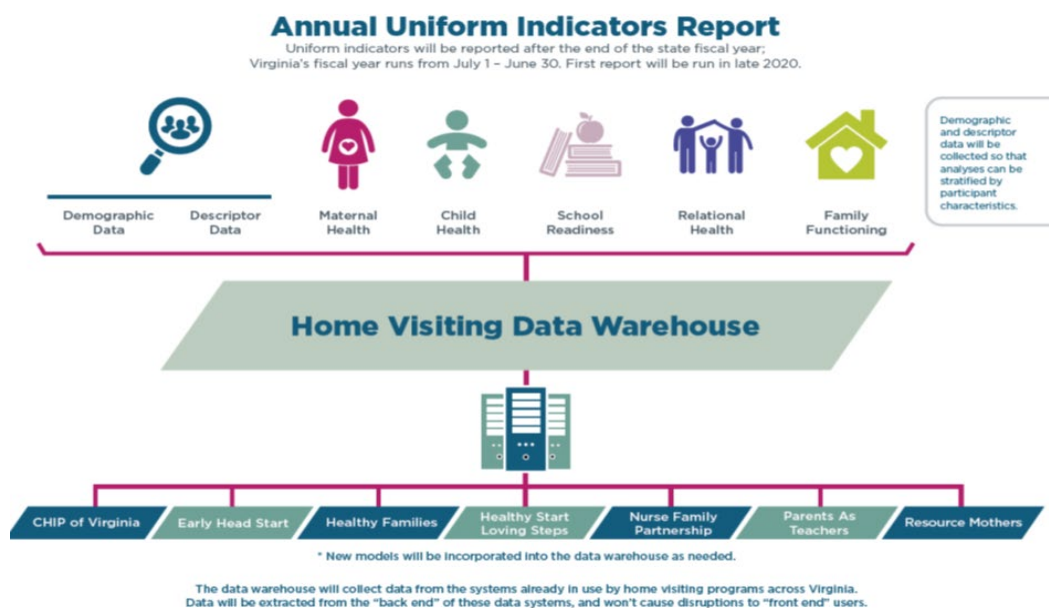 Annual Uniform Indicators Report
Uniform indicators will be reported after the end of the state fiscal year;
Virginia's fiscal year runs from July 1 – June 30. First report will be run in late 2020.
Demographic
and descriptor
data will be
collected so that
analyses can be
stratified by
participant
characteristics.
Demographic
Data
Descriptor
Data
Maternal
Health
Child
Health
School
Readiness
Relational
Health
Family
Functioning
Home Visiting Data Warehouse
CHIP of Virginia
Early Head Start
Healthy Families
Healthy Start
Loving Steps
Nurse Family
Partnership
Parents As
Teachers
Resource Mothers
* New models will be incorporated into the data warehouse as needed.
The data warehouse will collect data from the systems already in use by home visiting programs across Virginia.
Data will be extracted from the “back end” of these data systems, and won't cause disruptions to “front end” users.